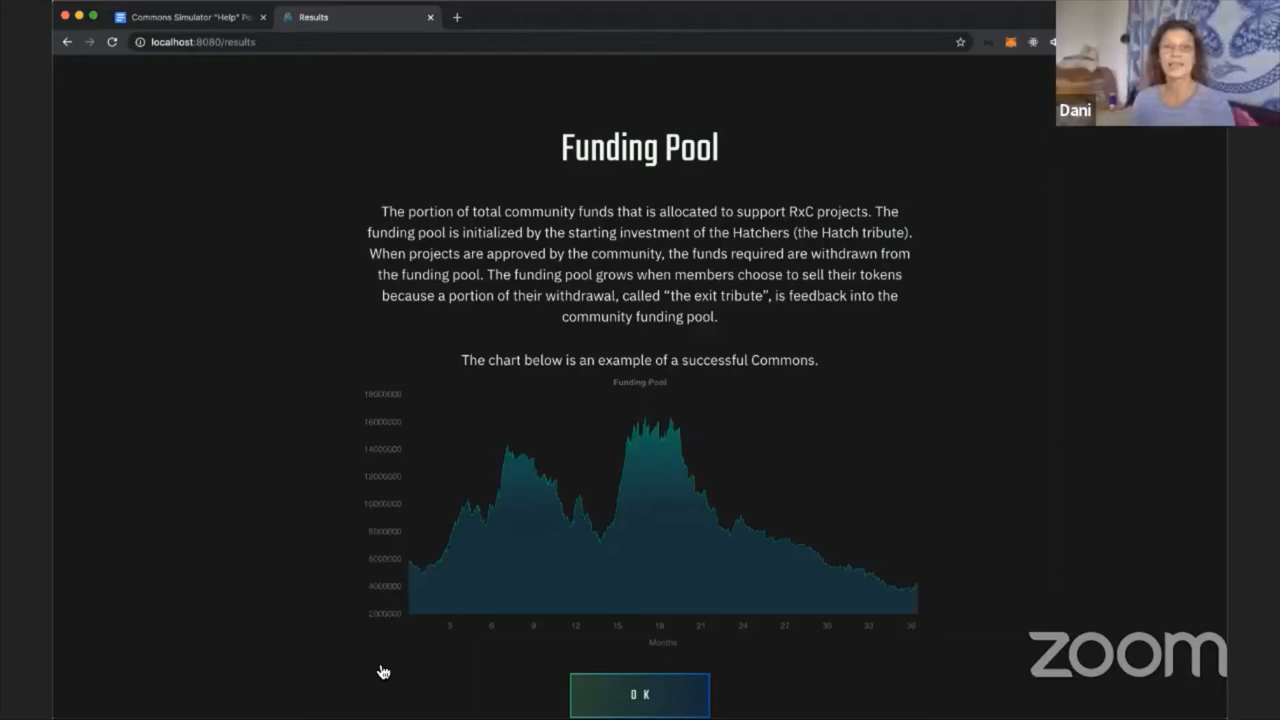 Commons Simulator "Help" Po
Results
localhost:8080/results
Dani
Funding Pool
The portion of total community funds that is allocated to support RxC projects. The
funding pool is initialized by the starting investment of the Hatchers (the Hatch tribute).
When projects are approved by the community, the funds required are withdrawn from
the funding pool. The funding pool grows when members choose to sell their tokens
because a portion of their withdrawal, called “the exit tribute”, is feedback into the
community funding pool.
The chart below is an example of a successful Commons.
Funding Pool
18000000
16000000
14000000
12000000
10000000
8000000
6000000
4000000
2000000
3 6 9 12 15 18 21 24 27 30 33 36
Months
OK
zoom